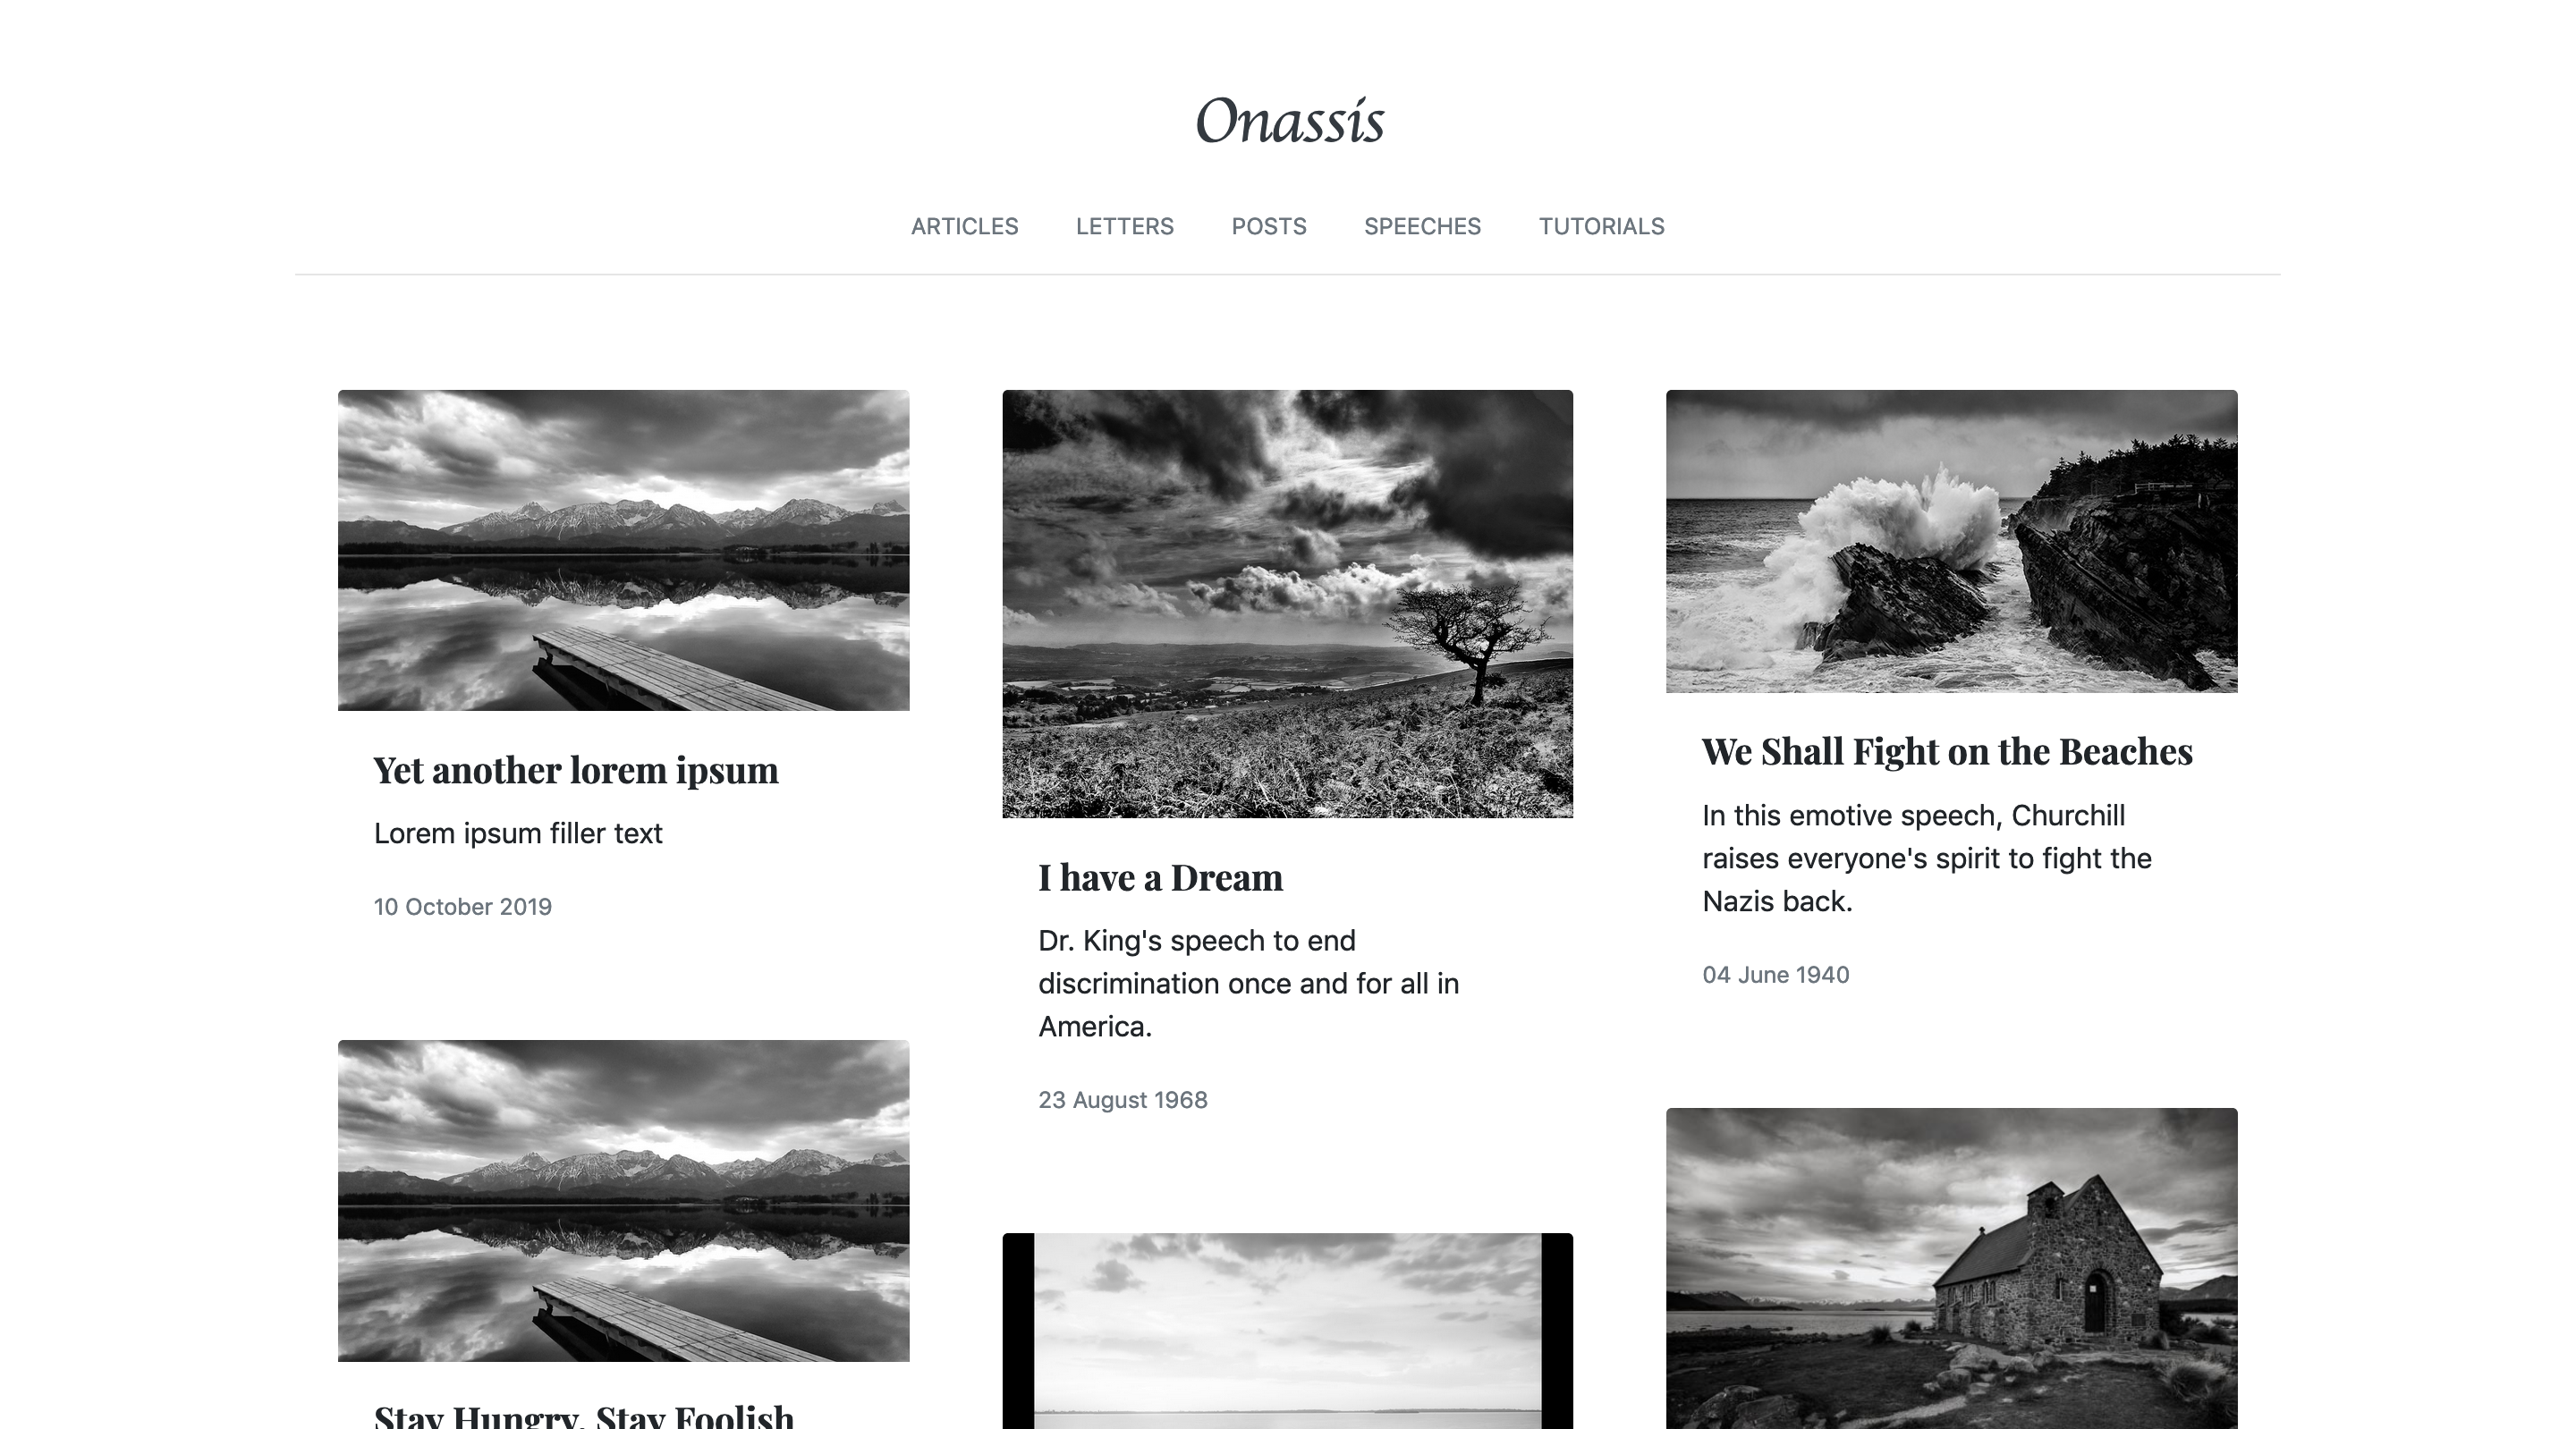 Onassis
ARTICLES LETTERS POSTS SPEECHES TUTORIALS
Yet another lorem ipsum
Lorem ipsum filler text
10 October 2019
Stay Hungry, Stay Foolish
I have a Dream
Dr. King's speech to end
discrimination once and for all in
America.
23 August 1968
We Shall Fight on the Beaches
In this emotive speech, Churchill
raises everyone's spirit to fight the
Nazis back.
04 June 1940